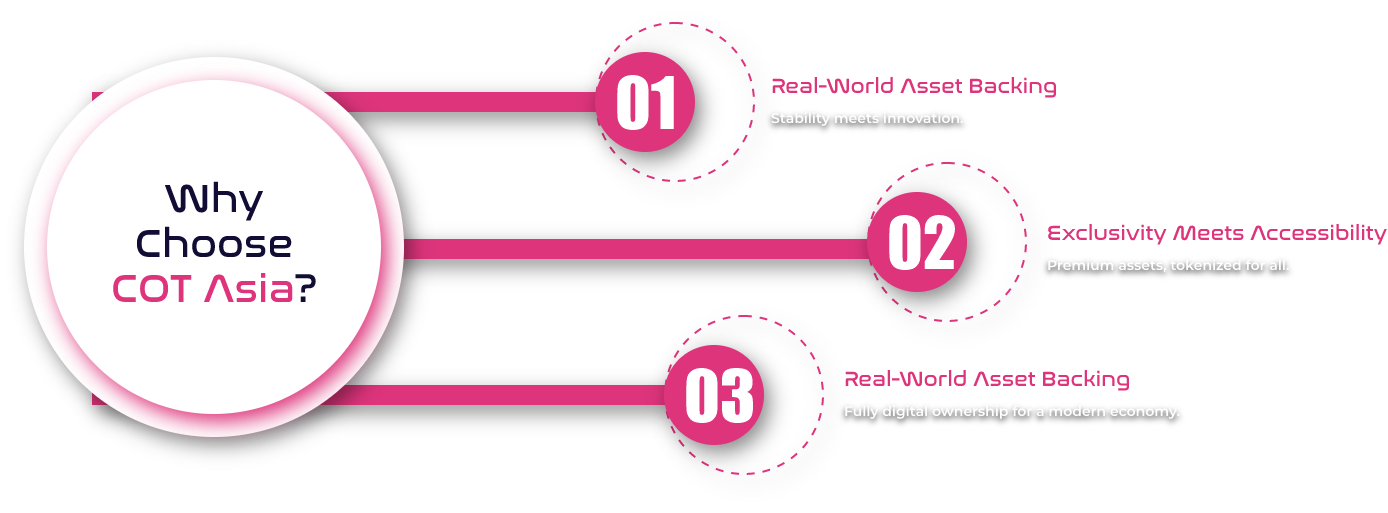 Why
Choose
COT Asia?
01
Real-World Asset Backing
Stability meets innovation.
02
Exclusivity Meets Accessibility
Premium assets, tokenized for all.
03
Real-World Asset Backing
Fully digital ownership for a modern economy.